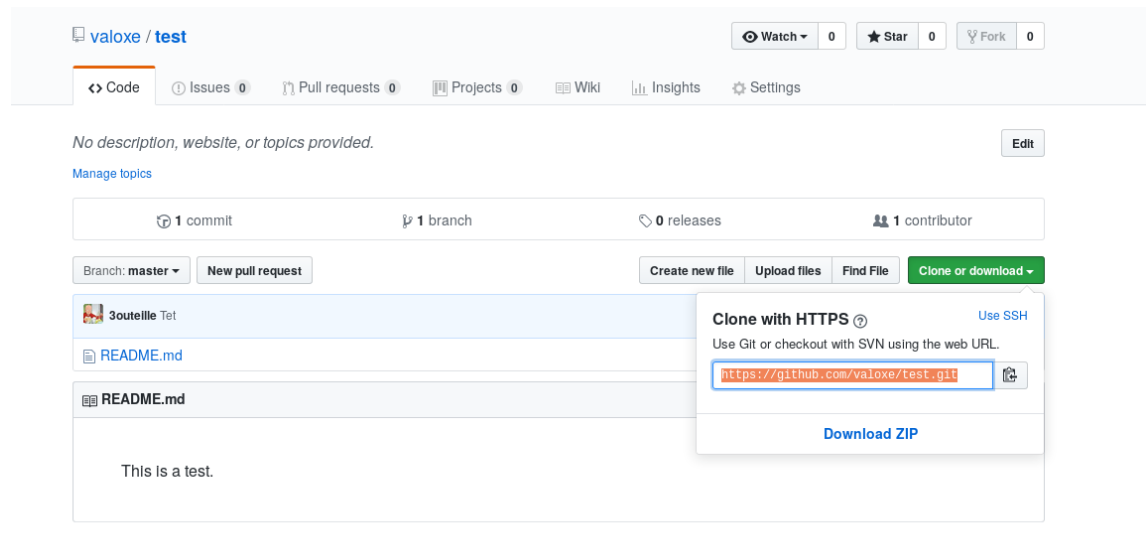 valoxe / test
Watch 0 Star 0 Fork 0
Code Issues 0 Pull requests 0 Projects 0 Wiki Insights Settings
No description, website, or topics provided.
Edit
Manage topics
1 commit 1 branch 0 releases 1 contributor
Branch: master New pull request Create new file Upload files Find File Clone or download
3outeille Tet
README.md
README.md
This is a test.
Clone with HTTPS ?
Use SSH
Use Git or checkout with SVN using the web URL.
https://github.com/valoxe/test.git
Download ZIP